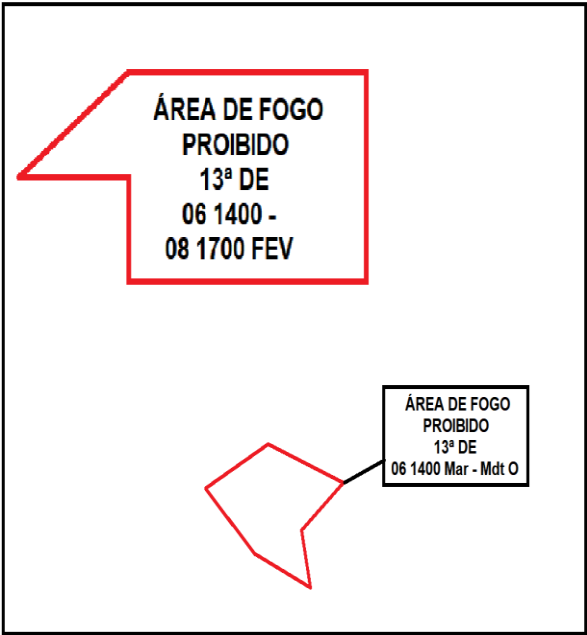 ÁREA DE FOGO
PROIBIDO
13ª DE
06 1400 -
08 1700 FEV
ÁREA DE FOGO
PROIBIDO
13ª DE
06 1400 Mar - Mdt O